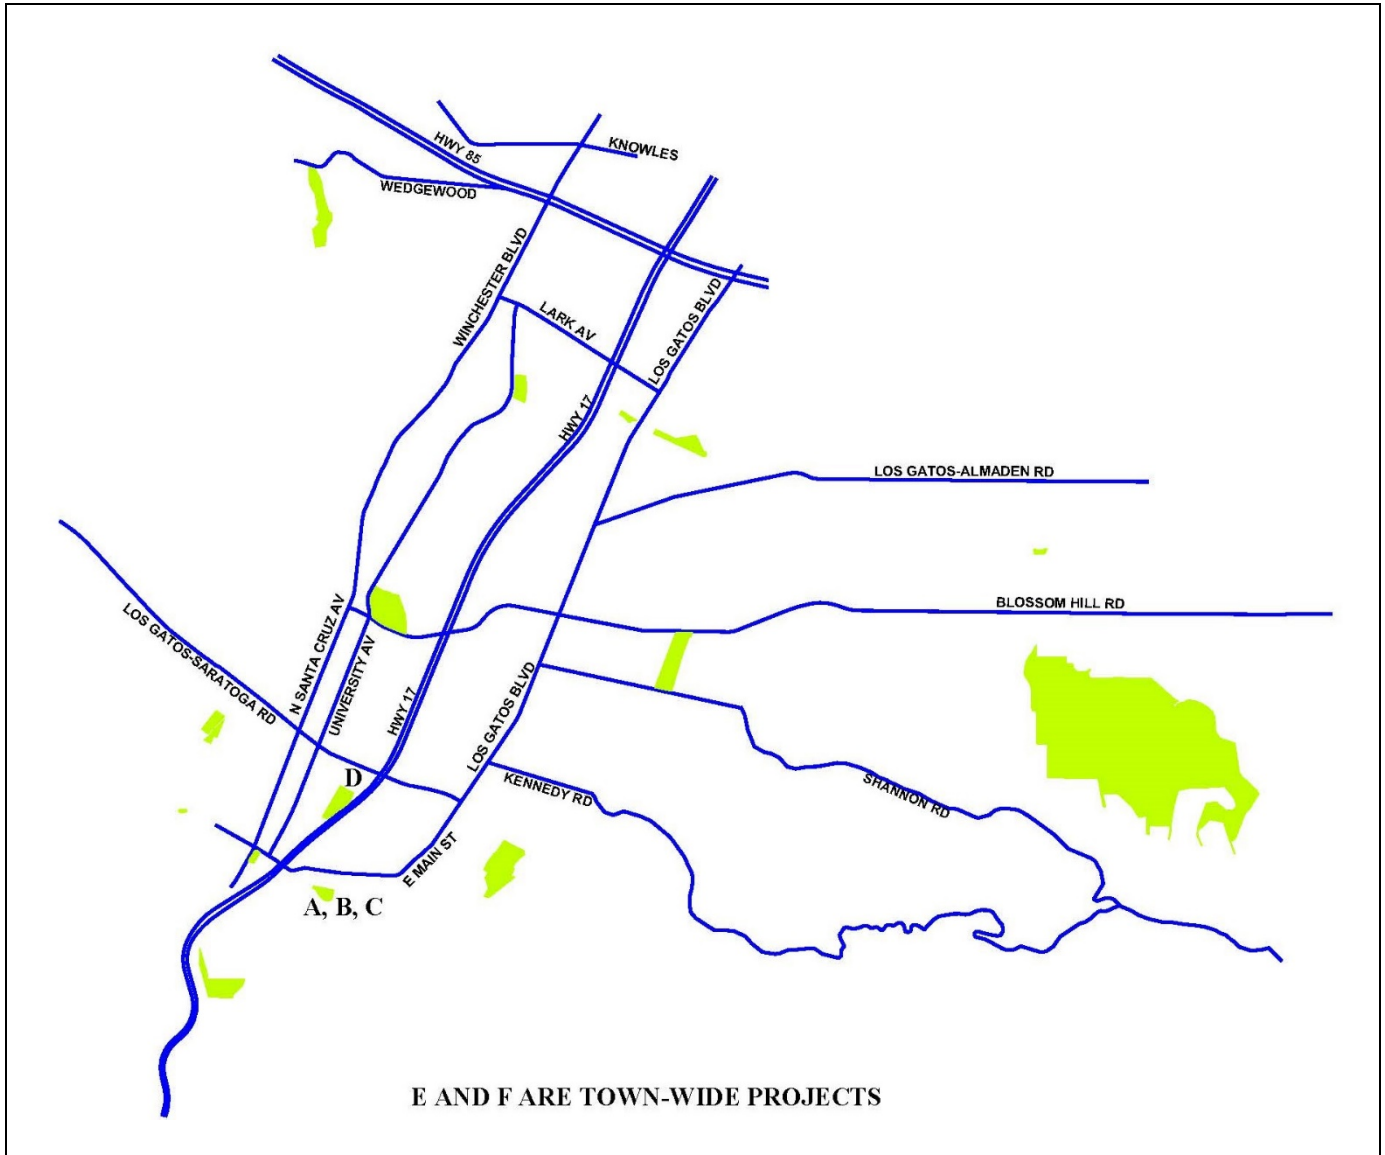 KNOWLES
HWY 85
WEDGEWOOD
WINCHESTER BLVD
LARK AV
LOS GATOS BLVD
HWY 17
LOS GATOS-ALMADEN RD
BLOSSOM HILL RD
LOS GATOS-SARATOGA RD
N SANTA CRUZ AV
UNIVERSITY AV
HWY 17
LOS GATOS BLVD
D
KENNEDY RD
SHANNON RD
E MAIN ST
A, B, C
E AND F ARE TOWN-WIDE PROJECTS